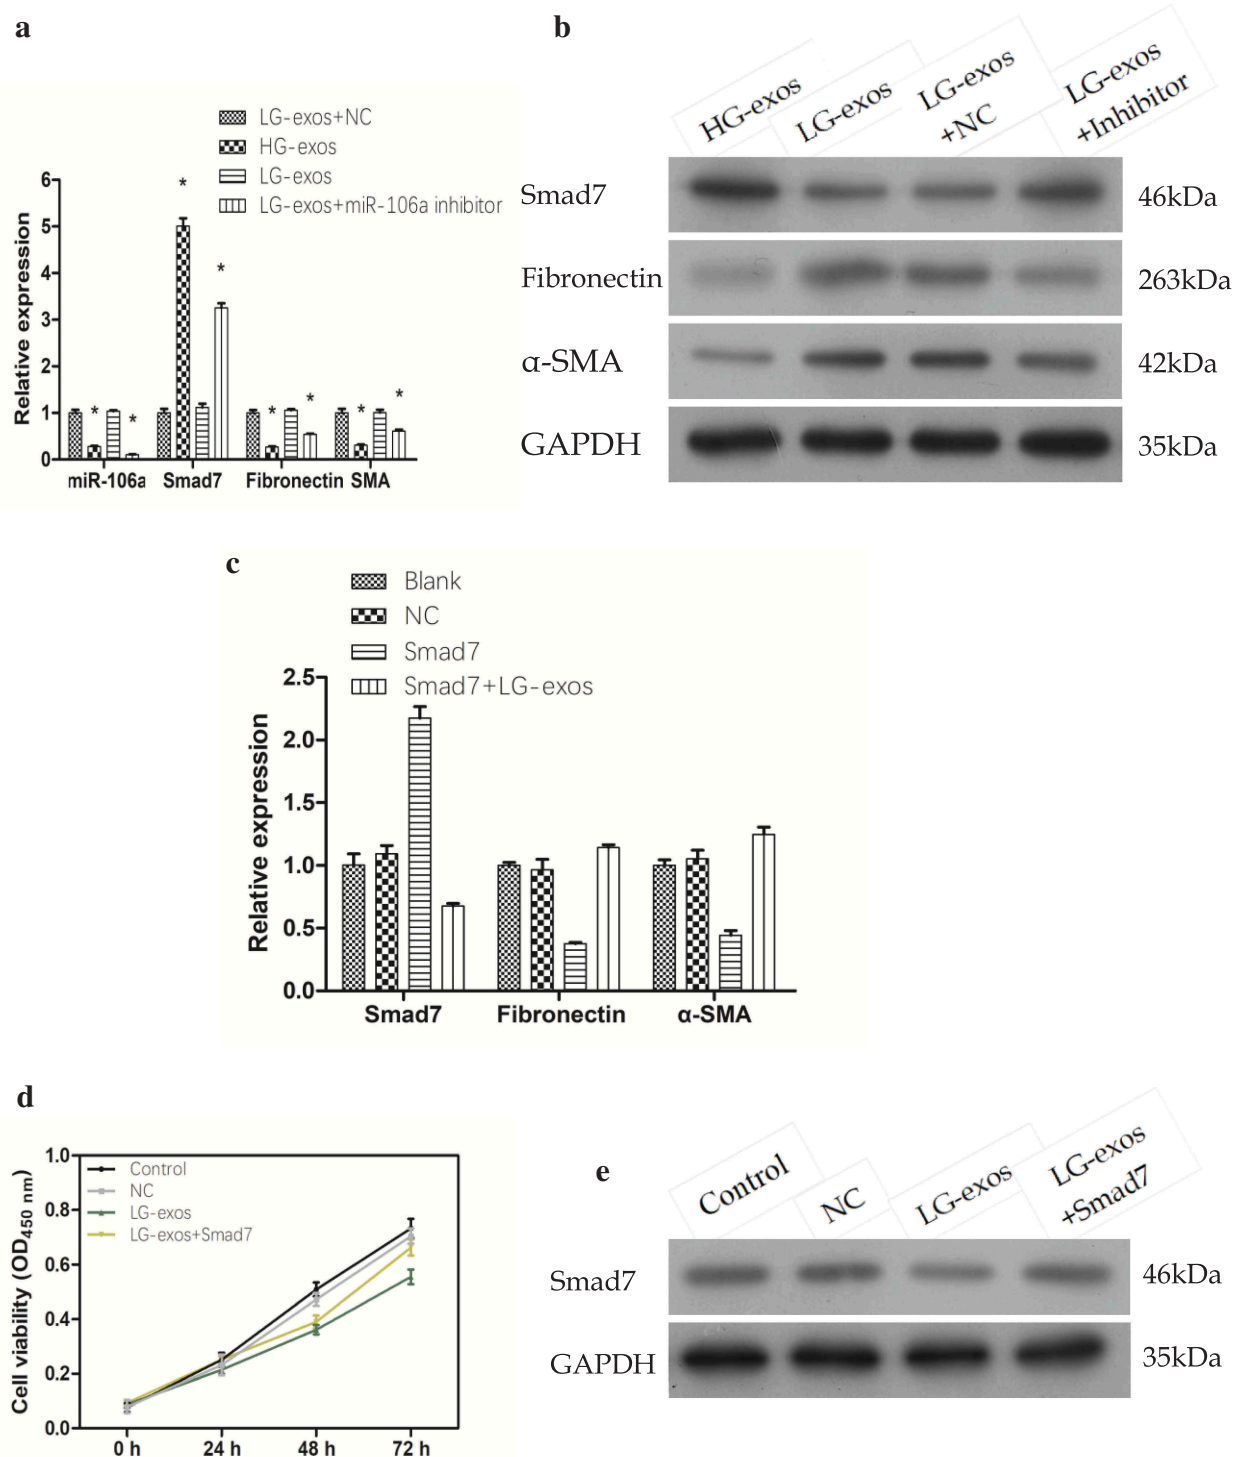 a
LG-exos+NC
HG-exos
LG-exos
LG-exos+miR-106a inhibitor
Relative expression
6
5
4
3
2
1
0
* * * * * * * *
miR-106a Smad7 Fibronectin SMA
b
HG-exos
LG-exos
LG-exos
+NC
LG-exos
+Inhibitor
Smad7 46kDa
Fibronectin 263kDa
α-SMA 42kDa
GAPDH 35kDa
c
Blank
NC
Smad7
Smad7+LG-exos
Relative expression
2.5
2.0
1.5
1.0
0.5
0.0
Smad7 Fibronectin α-SMA
d
Control
NC
LG-exos
LG-exos+Smad7
Cell viability (OD450 nm)
1.0
0.8
0.6
0.4
0.2
0.0
0 h 24 h 48 h 72 h
e
Control
NC
LG-exos
LG-exos
+Smad7
Smad7 46kDa
GAPDH 35kDa